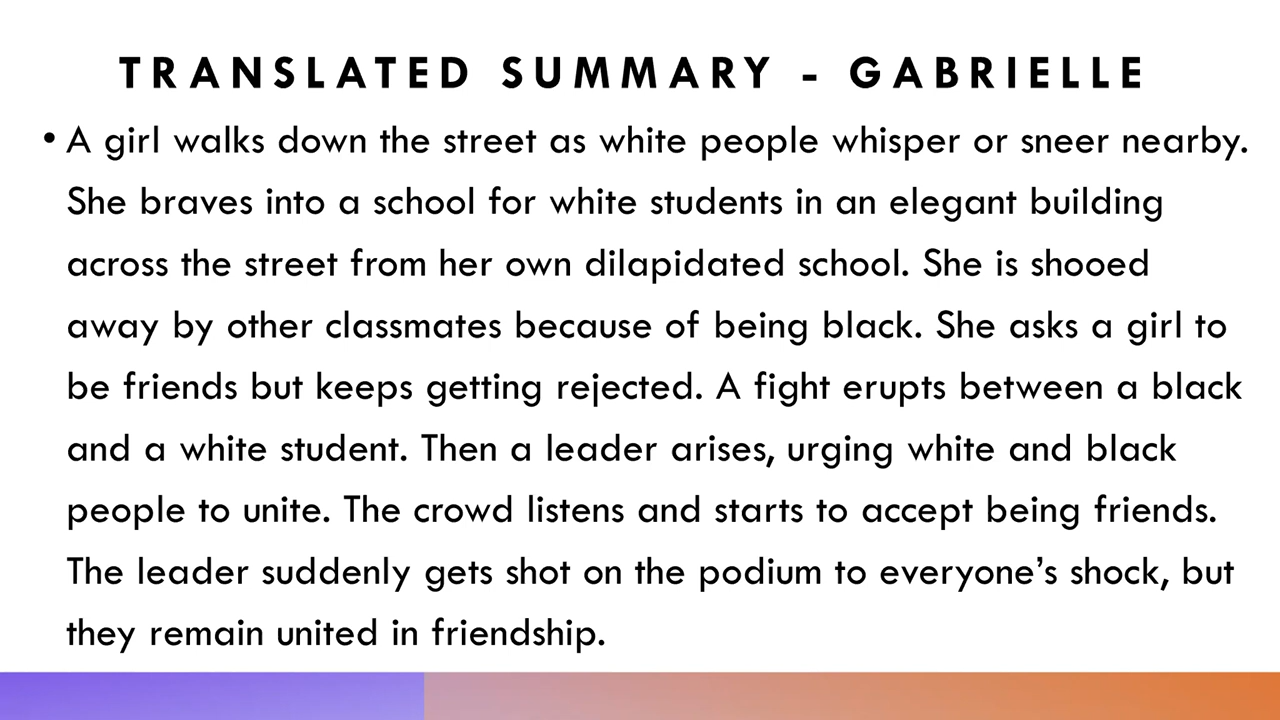 TRANSLATED SUMMARY - GABRIELLE
• A girl walks down the street as white people whisper or sneer nearby.
She braves into a school for white students in an elegant building
across the street from her own dilapidated school. She is shooed
away by other classmates because of being black. She asks a girl to
be friends but keeps getting rejected. A fight erupts between a black
and a white student. Then a leader arises, urging white and black
people to unite. The crowd listens and starts to accept being friends.
The leader suddenly gets shot on the podium to everyone’s shock, but
they remain united in friendship.